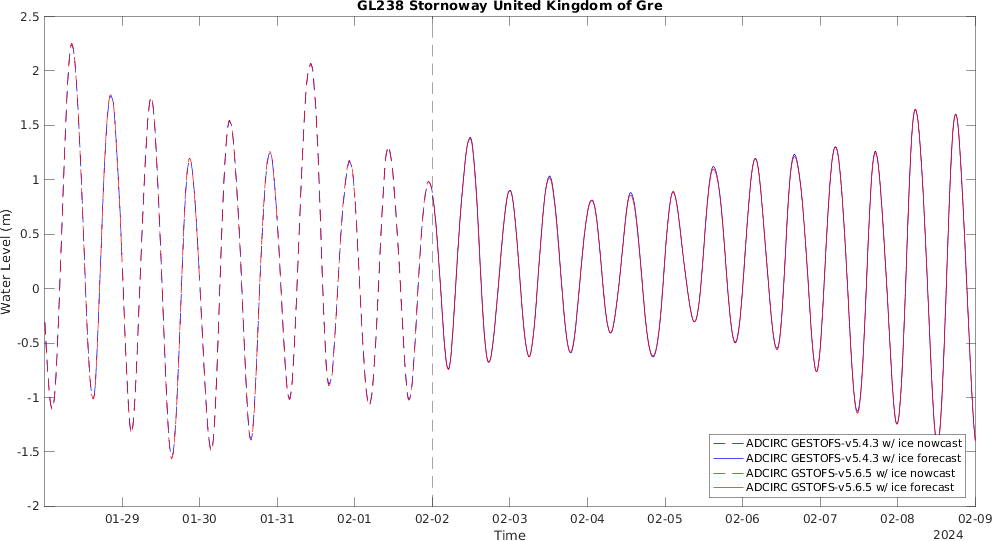 GL238 Stornoway United Kingdom of Gre
2.5
2
1.5
1
0.5
0
-0.5
-1
-1.5
-2
Water Level (m)
01-29 01-30 01-31 02-01 02-02 02-03 02-04 02-05 02-06 02-07 02-08 02-09
Time
2024
ADCIRC GESTOFS-v5.4.3 w/ ice nowcast
ADCIRC GESTOFS-v5.4.3 w/ ice forecast
ADCIRC GSTOFS-v5.6.5 w/ ice nowcast
ADCIRC GSTOFS-v5.6.5 w/ ice forecast